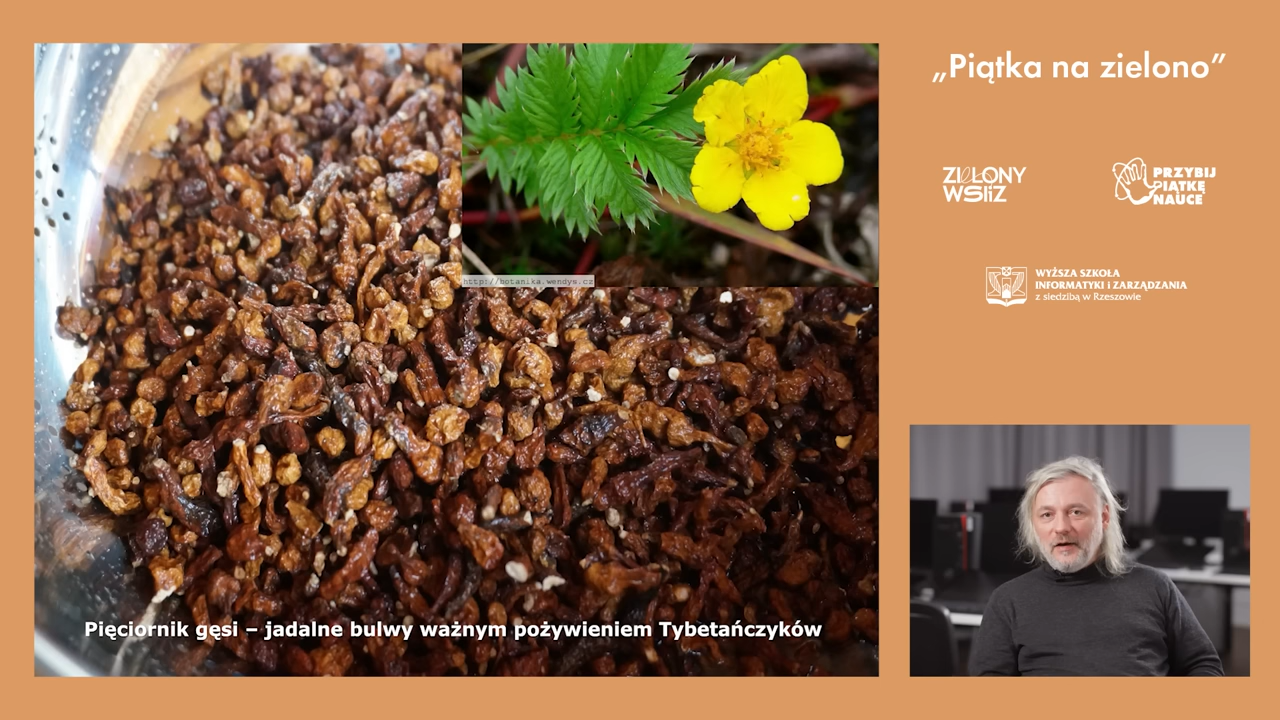 „Piątka na zielono”
ZIELONY
WSIiZ
PRZYBIJ
PIĄTKĘ
NAUCE
WYŻSZA SZKOŁA
INFORMATYKI i ZARZĄDZANIA
z siedzibą w Rzeszowie
http://botanika.wendys.cz
Pięciornik gęsi – jadalne bulwy ważnym pożywieniem Tybetańczyków